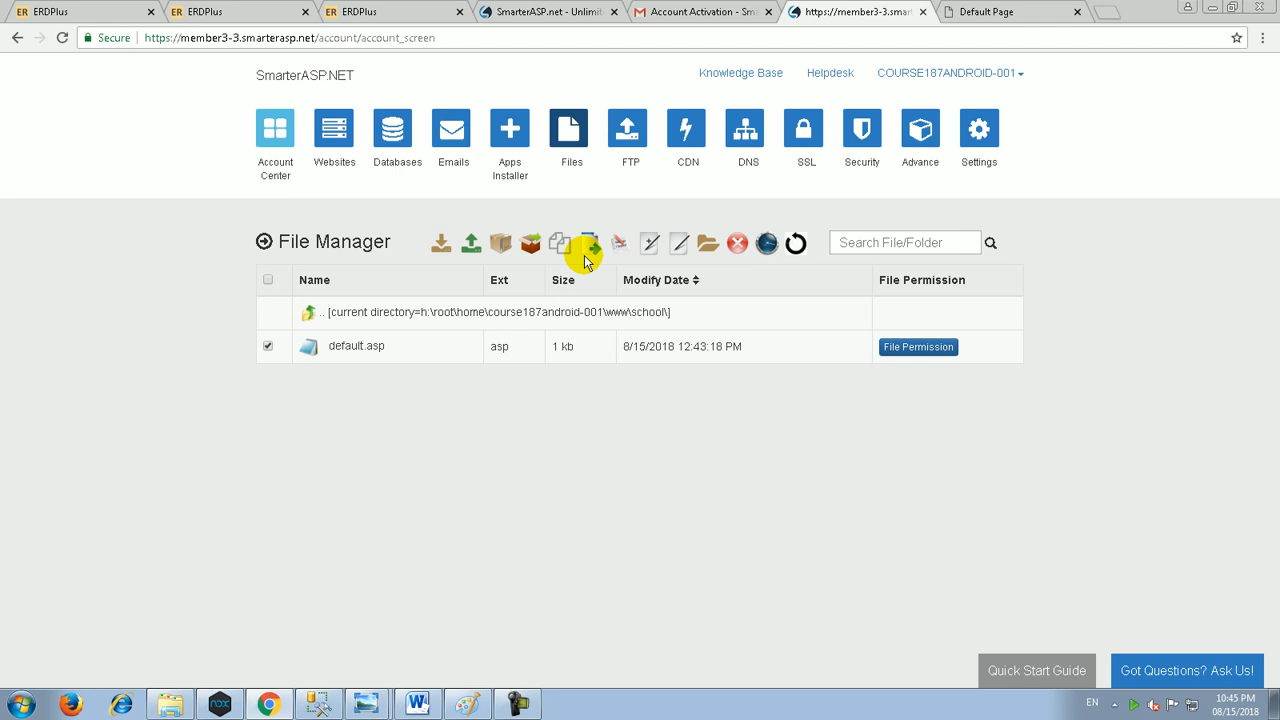 ERDPlus
ERDPlus
ERDPlus
SmarterASP.net - Unlimit
Account Activation - Sm
https://member3-3.smart
Default Page
Secure
https://member3-3.smarterasp.net/account/account_screen
SmarterASP.NET
Knowledge Base
Helpdesk
COURSE187ANDROID-001
Account Center
Websites
Databases
Emails
Apps Installer
Files
FTP
CDN
DNS
SSL
Security
Advance
Settings
File Manager
Search File/Folder
Name Ext Size Modify Date File Permission
.. [current directory=h:\root\home\course187android-001\www\school\]
default.asp asp 1 kb 8/15/2018 12:43:18 PM File Permission
Quick Start Guide
Got Questions? Ask Us!
EN
10:45 PM
08/15/2018